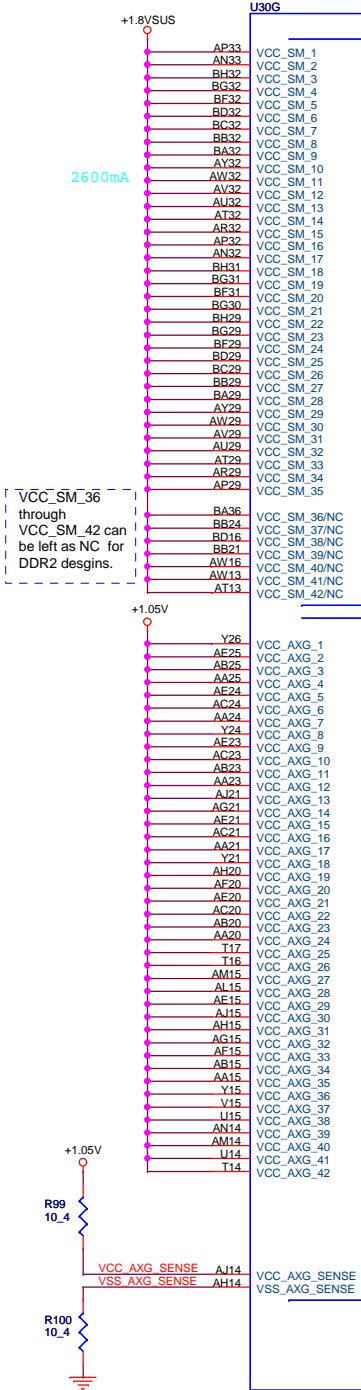 U30G
+1.8VSUS
AP33 VCC_SM_1
AN33 VCC_SM_2
BH32 VCC_SM_3
BG32 VCC_SM_4
BF32 VCC_SM_5
BD32 VCC_SM_6
BC32 VCC_SM_7
BB32 VCC_SM_8
BA32 VCC_SM_9
AY32 VCC_SM_10
2600mA
AW32 VCC_SM_11
AV32 VCC_SM_12
AU32 VCC_SM_13
AT32 VCC_SM_14
AR32 VCC_SM_15
AP32 VCC_SM_16
AN32 VCC_SM_17
BH31 VCC_SM_18
BG31 VCC_SM_19
BF31 VCC_SM_20
BG30 VCC_SM_21
BH29 VCC_SM_22
BG29 VCC_SM_23
BF29 VCC_SM_24
BD29 VCC_SM_25
BC29 VCC_SM_26
BB29 VCC_SM_27
BA29 VCC_SM_28
AY29 VCC_SM_29
AW29 VCC_SM_30
AV29 VCC_SM_31
AU29 VCC_SM_32
AT29 VCC_SM_33
AR29 VCC_SM_34
AP29 VCC_SM_35
VCC_SM_36
through
VCC_SM_42 can
be left as NC for
DDR2 desgins.
BA36 VCC_SM_36/NC
BB24 VCC_SM_37/NC
BD16 VCC_SM_38/NC
BB21 VCC_SM_39/NC
AW16 VCC_SM_40/NC
AW13 VCC_SM_41/NC
AT13 VCC_SM_42/NC
+1.05V
Y26 VCC_AXG_1
AE25 VCC_AXG_2
AB25 VCC_AXG_3
AA25 VCC_AXG_4
AE24 VCC_AXG_5
AC24 VCC_AXG_6
AA24 VCC_AXG_7
Y24 VCC_AXG_8
AE23 VCC_AXG_9
AC23 VCC_AXG_10
AB23 VCC_AXG_11
AA23 VCC_AXG_12
AJ21 VCC_AXG_13
AG21 VCC_AXG_14
AE21 VCC_AXG_15
AC21 VCC_AXG_16
AA21 VCC_AXG_17
Y21 VCC_AXG_18
AH20 VCC_AXG_19
AF20 VCC_AXG_20
AE20 VCC_AXG_21
AC20 VCC_AXG_22
AB20 VCC_AXG_23
AA20 VCC_AXG_24
T17 VCC_AXG_25
T16 VCC_AXG_26
AM15 VCC_AXG_27
AL15 VCC_AXG_28
AE15 VCC_AXG_29
AJ15 VCC_AXG_30
AH15 VCC_AXG_31
AG15 VCC_AXG_32
AF15 VCC_AXG_33
AB15 VCC_AXG_34
AA15 VCC_AXG_35
Y15 VCC_AXG_36
V15 VCC_AXG_37
U15 VCC_AXG_38
AN14 VCC_AXG_39
AM14 VCC_AXG_40
U14 VCC_AXG_41
T14 VCC_AXG_42
+1.05V
R99
10_4
VCC_AXG_SENSE AJ14 VCC_AXG_SENSE
VSS_AXG_SENSE AH14 VSS_AXG_SENSE
R100
10_4